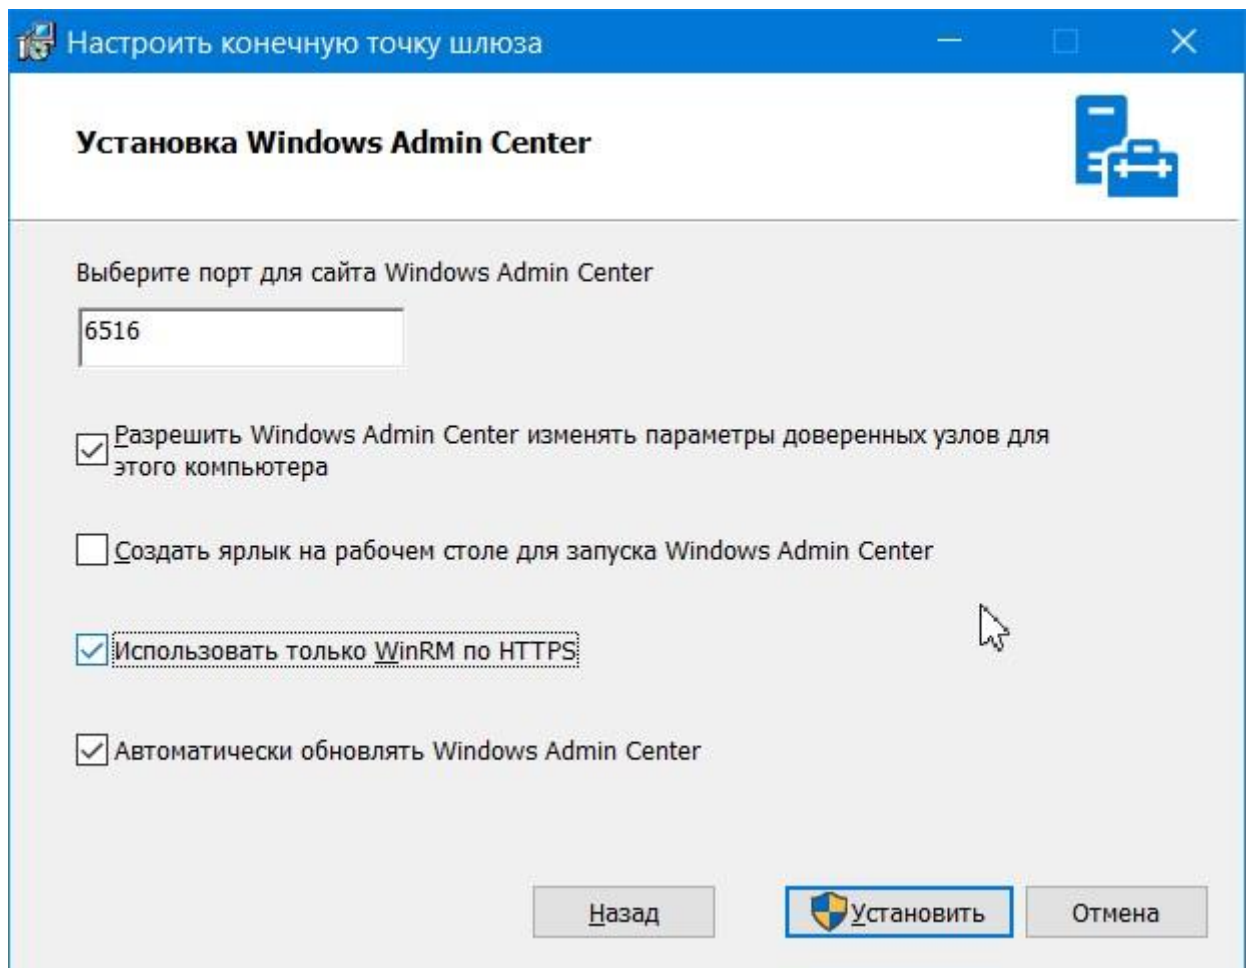 Настроить конечную точку шлюза
Установка Windows Admin Center
Выберите порт для сайта Windows Admin Center
6516
Разрешить Windows Admin Center изменять параметры доверенных узлов для
этого компьютера
Создать ярлык на рабочем столе для запуска Windows Admin Center
Использовать только WinRM по HTTPS
Автоматически обновлять Windows Admin Center
Назад Установить Отмена